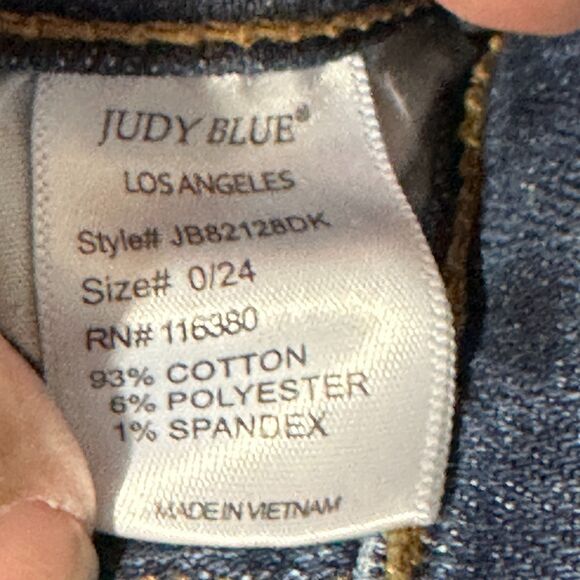 JUDY BLUE®
LOS ANGELES
Style# JB82128DK
Size# 0/24
RN# 116380
93% COTTON
6% POLYESTER
1% SPANDEX
MADE IN VIETNAM